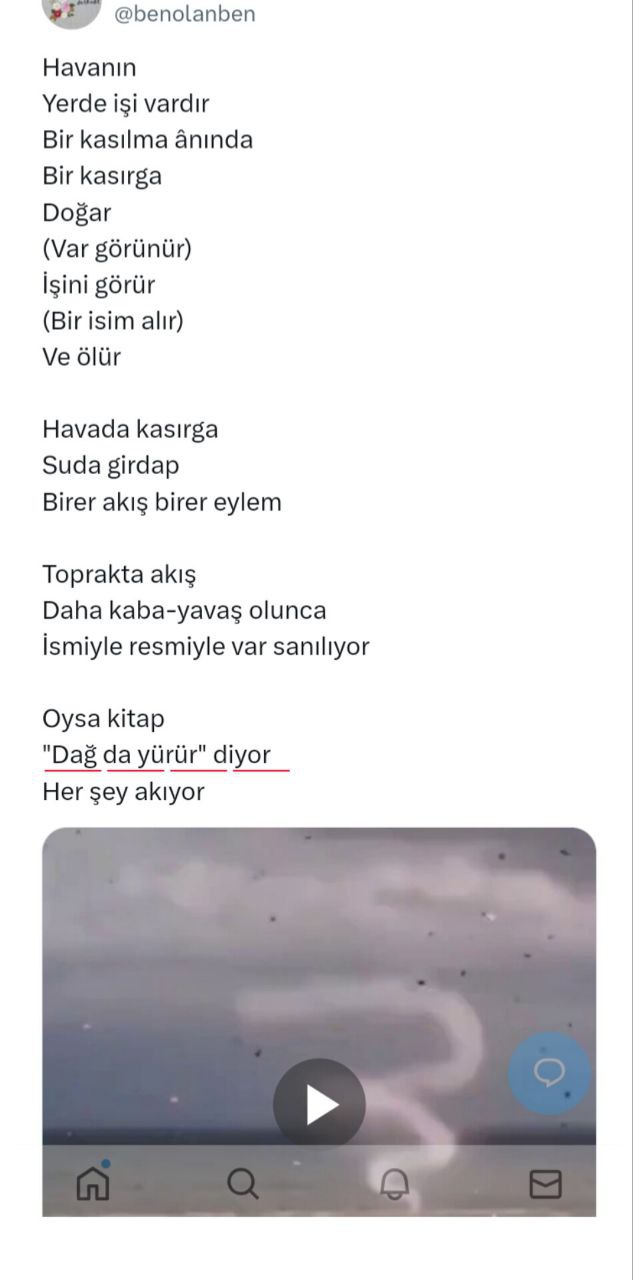 @benolanben
Havanın
Yerde işi vardır
Bir kasılma ânında
Bir kasırga
Doğar
(Var görünür)
İşini görür
(Bir isim alır)
Ve ölür
Havada kasırga
Suda girdap
Birer akış birer eylem
Toprakta akış
Daha kaba-yavaş olunca
İsmiyle resmiyle var sanılıyor
Oysa kitap
"Dağ da yürür" diyor
Her şey akıyor